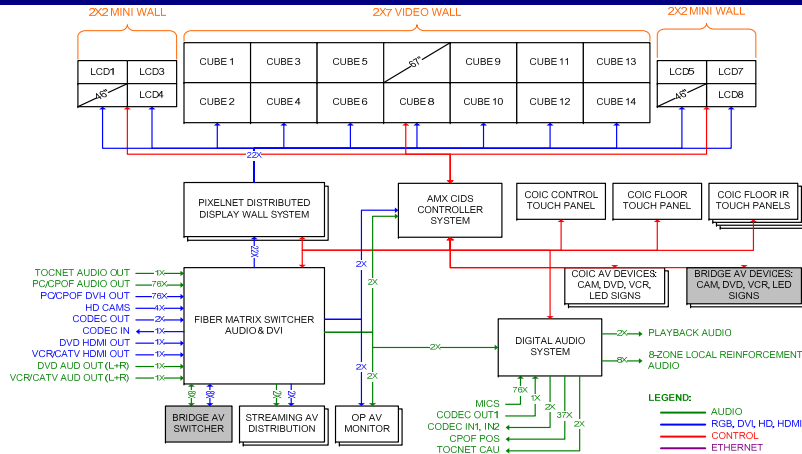 2X2 MINI WALL
2X7 VIDEO WALL
2X2 MINI WALL
LCD1
LCD3
46"
LCD4
CUBE 1
CUBE 3
CUBE 5
67"
CUBE 9
CUBE 11
CUBE 13
CUBE 2
CUBE 4
CUBE 6
CUBE 8
CUBE 10
CUBE 12
CUBE 14
LCD5
LCD7
46"
LCD8
22X
PIXELNET DISTRIBUTED
DISPLAY WALL SYSTEM
AMX CIDS
CONTROLLER
SYSTEM
COIC CONTROL
TOUCH PANEL
COIC FLOOR
TOUCH PANEL
COIC FLOOR IR
TOUCH PANELS
22X
2X
2X
COIC AV DEVICES:
CAM, DVD, VCR,
LED SIGNS
BRIDGE AV DEVICES:
CAM, DVD, VCR, LED
SIGNS
TOCNET AUDIO OUT 1X
PC/CPOF AUDIO OUT 76X
PC/CPOF DVI-I OUT 76X
HD CAMS 4X
CODEC OUT 2X
CODEC IN 1X
DVD HDMI OUT 1X
VCR/CATV HDMI OUT 1X
DVD AUD OUT (L+R) 1X
VCR/CATV AUD OUT (L+R) 1X
FIBER MATRIX SWITCHER
AUDIO & DVI
2X
DIGITAL AUDIO
SYSTEM
2X PLAYBACK AUDIO
8X 8-ZONE LOCAL REINFORCEMENT
AUDIO
8X
8X
2X
2X
2X
2X
BRIDGE AV
SWITCHER
STREAMING AV
DISTRIBUTION
OP AV
MONITOR
76X
1X
2X
37X
2X
MICS
CODEC OUT1
CODEC IN1, IN2
CPOF POS
TOCNET CAU
LEGEND:
AUDIO
RGB, DVI, HD, HDMI
CONTROL
ETHERNET